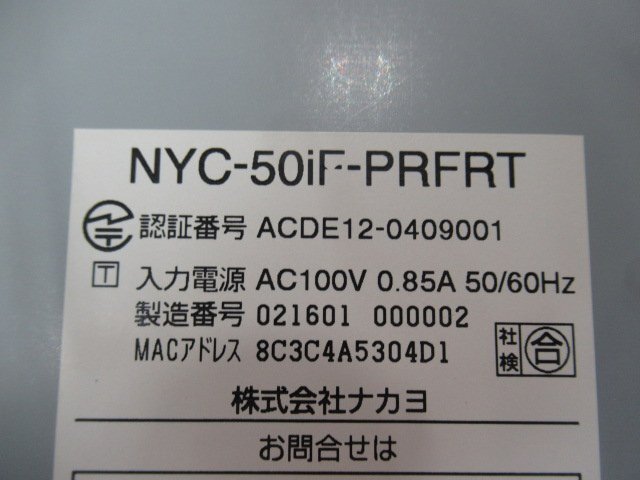 NYC-50iF-PRFRT
認証番号 ACDE12-0409001
T 入力電源 AC100V 0.85A 50/60Hz
製造番号 021601 000002
MACアドレス 8C3C4A5304D1
社検 合
株式会社ナカヨ
お問合せは